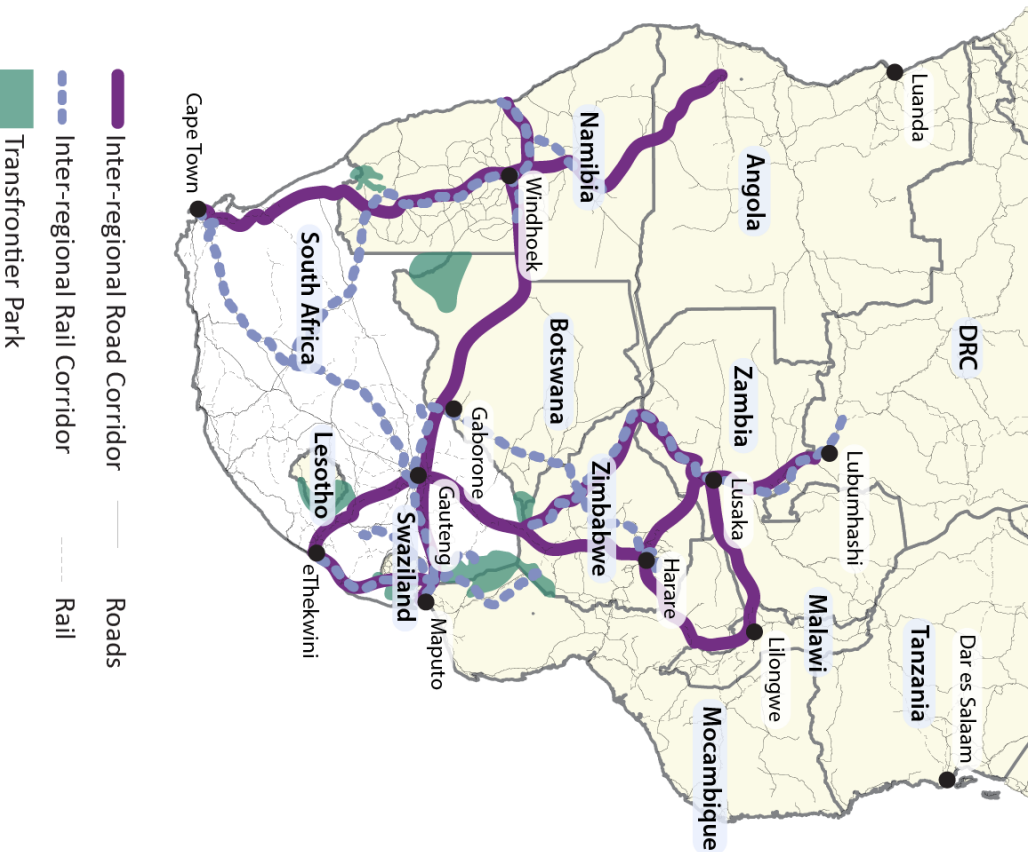 Luanda
DRC
Angola
Lubumbhashi
Tanzania
Dar es Salaam
Zambia
Lusaka
Malawi
Lilongwe
Mocambique
Namibia
Windhoek
Botswana
Zimbabwe
Harare
Gaborone
Gauteng
Swaziland
Maputo
South Africa
Lesotho
eThekwini
Cape Town
Inter-regional Road Corridor
Roads
Inter-regional Rail Corridor
Rail
Transfrontier Park